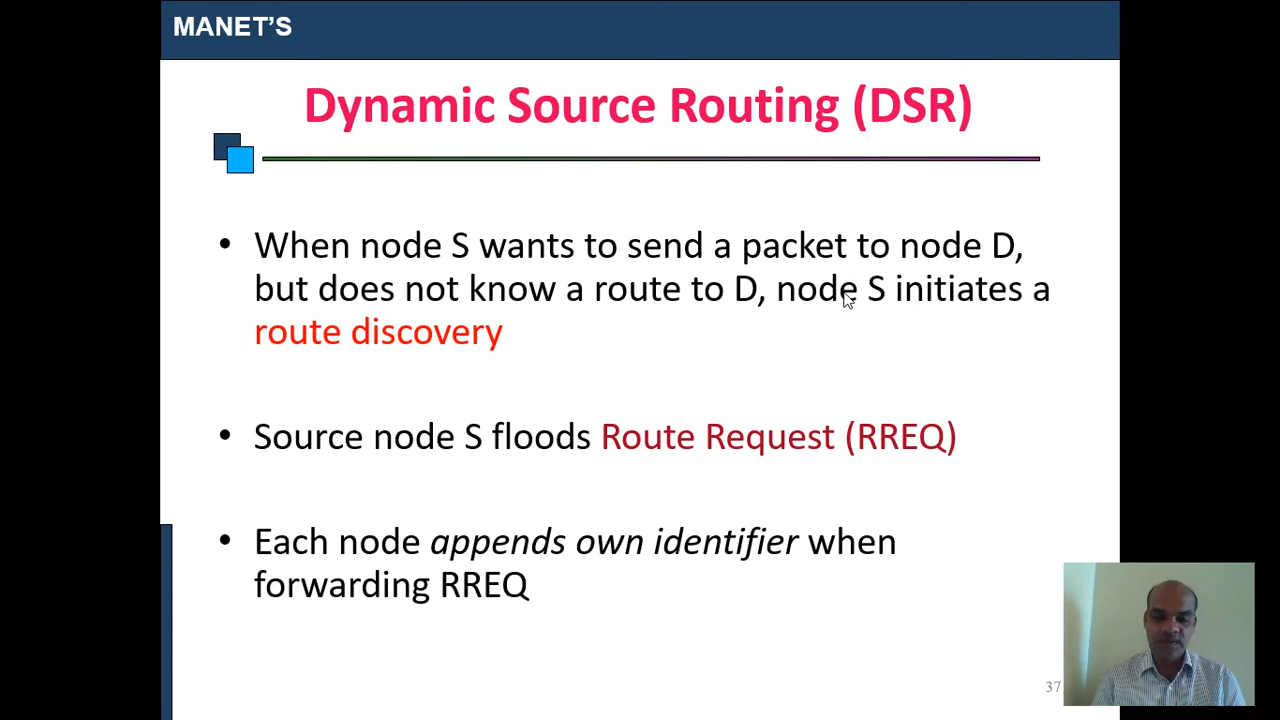 MANET'S
Dynamic Source Routing (DSR)
• When node S wants to send a packet to node D,
but does not know a route to D, node S initiates a
route discovery
• Source node S floods Route Request (RREQ)
• Each node appends own identifier when
forwarding RREQ
37